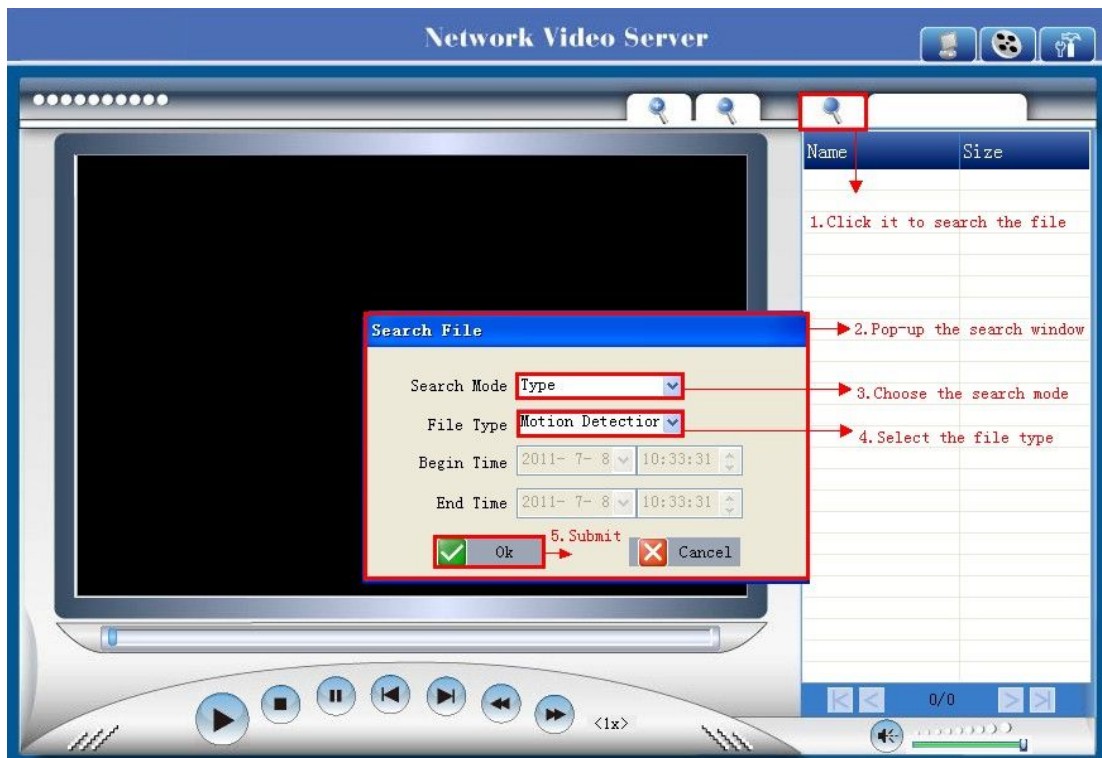 Network Video Server
Name Size
1.Click it to search the file
Search File
2.Pop-up the search window
Search Mode Type
3.Choose the search mode
File Type Motion Detectior
4.Select the file type
Begin Time 2011- 7- 8 10:33:31
End Time 2011- 7- 8 10:33:31
5.Submit
Ok Cancel
0/0
<1x>